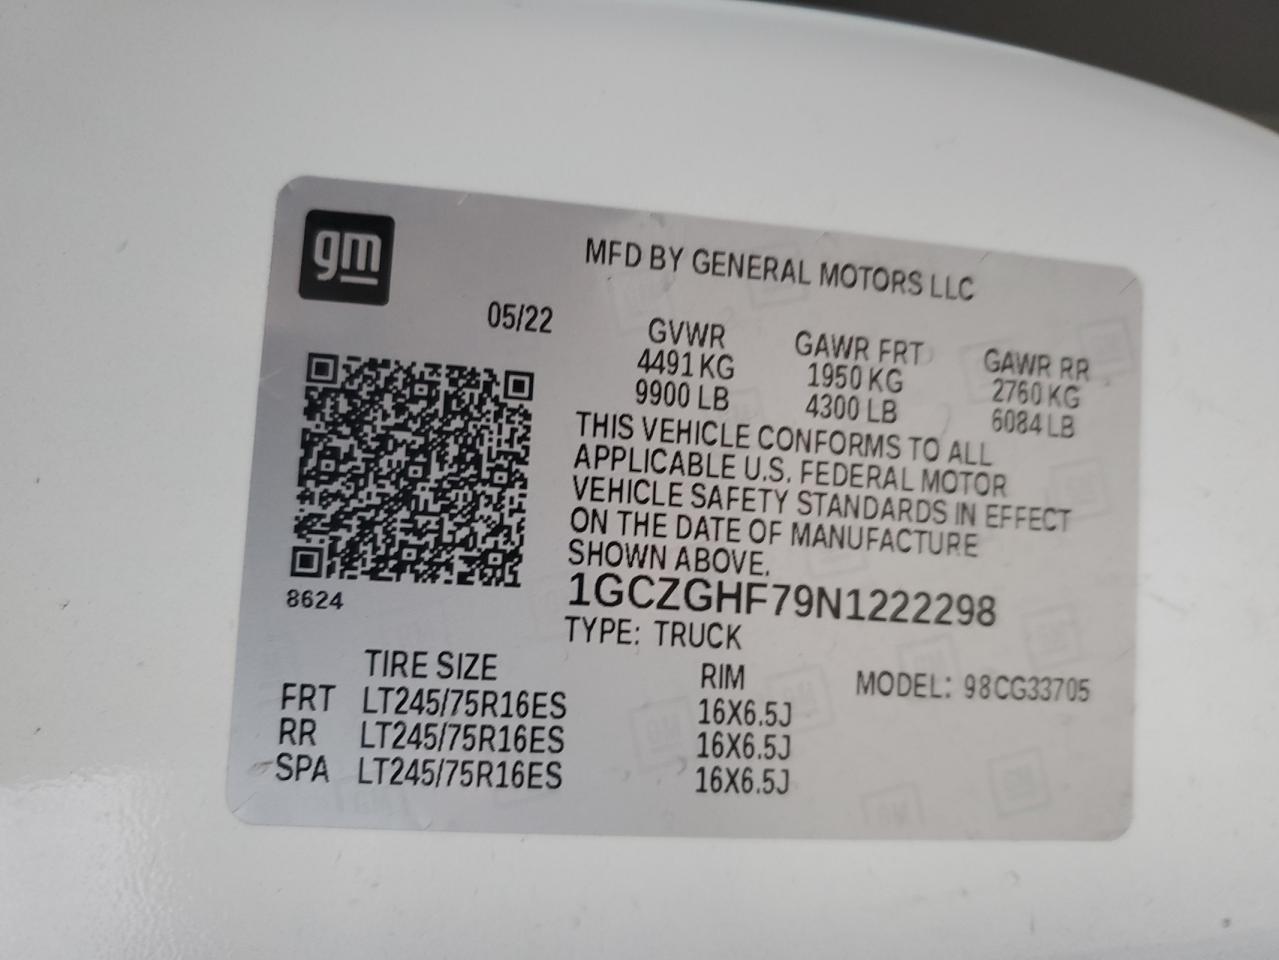 gm
MFD BY GENERAL MOTORS LLC
05/22
GVWR GAWR FRT GAWR RR
4491 KG 1950 KG 2760 KG
9900 LB 4300 LB 6084 LB
THIS VEHICLE CONFORMS TO ALL
APPLICABLE U.S. FEDERAL MOTOR
VEHICLE SAFETY STANDARDS IN EFFECT
ON THE DATE OF MANUFACTURE
SHOWN ABOVE.
8624
1GCZGHF79N1222298
TYPE: TRUCK
TIRE SIZE RIM MODEL: 98CG33705
FRT LT245/75R16ES 16X6.5J
RR LT245/75R16ES 16X6.5J
SPA LT245/75R16ES 16X6.5J